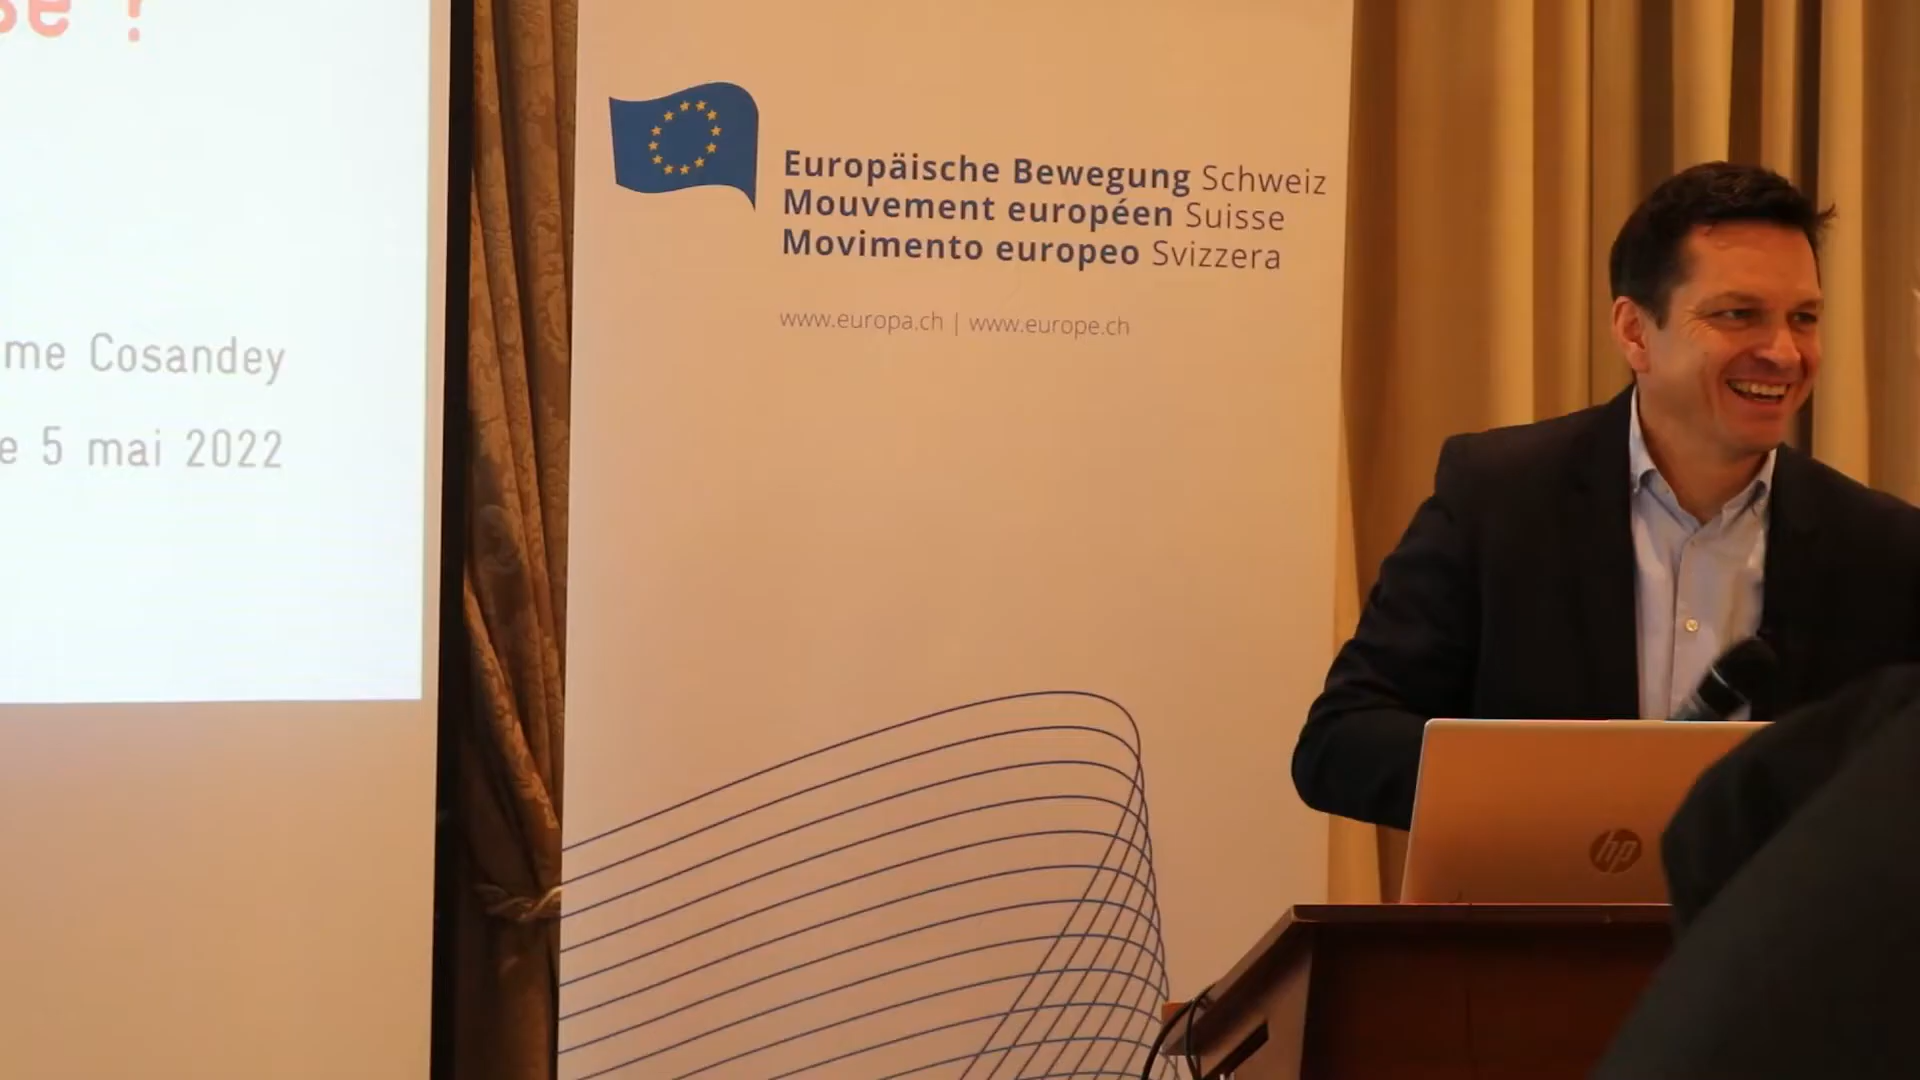 me Cosandey
e 5 mai 2022
Europäische Bewegung Schweiz
Mouvement européen Suisse
Movimento europeo Svizzera
www.europa.ch | www.europe.ch
hp